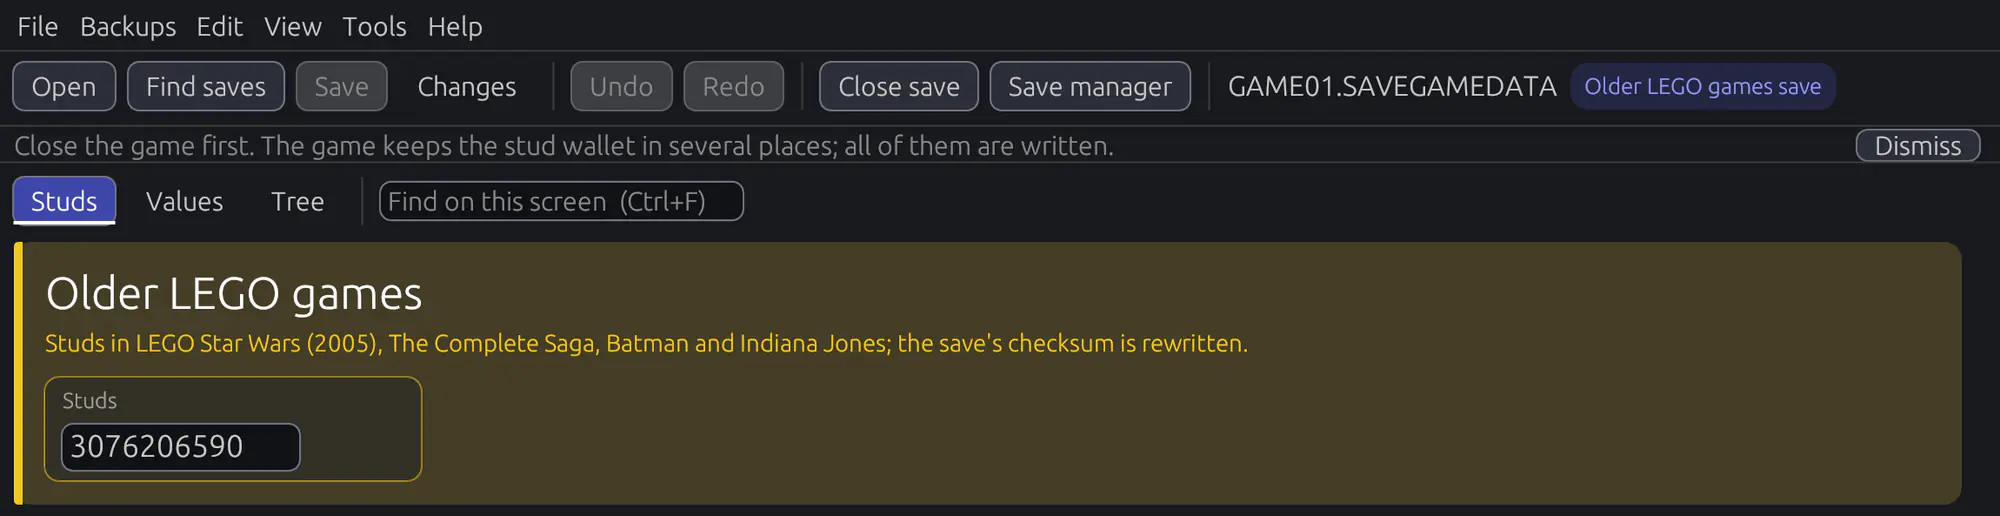 File Backups Edit View Tools Help
Open Find saves Save Changes Undo Redo Close save Save manager GAME01.SAVEGAMEDATA Older LEGO games save
Close the game first. The game keeps the stud wallet in several places; all of them are written. Dismiss
Studs Values Tree Find on this screen (Ctrl+F)
Older LEGO games
Studs in LEGO Star Wars (2005), The Complete Saga, Batman and Indiana Jones; the save's checksum is rewritten.
Studs
3076206590